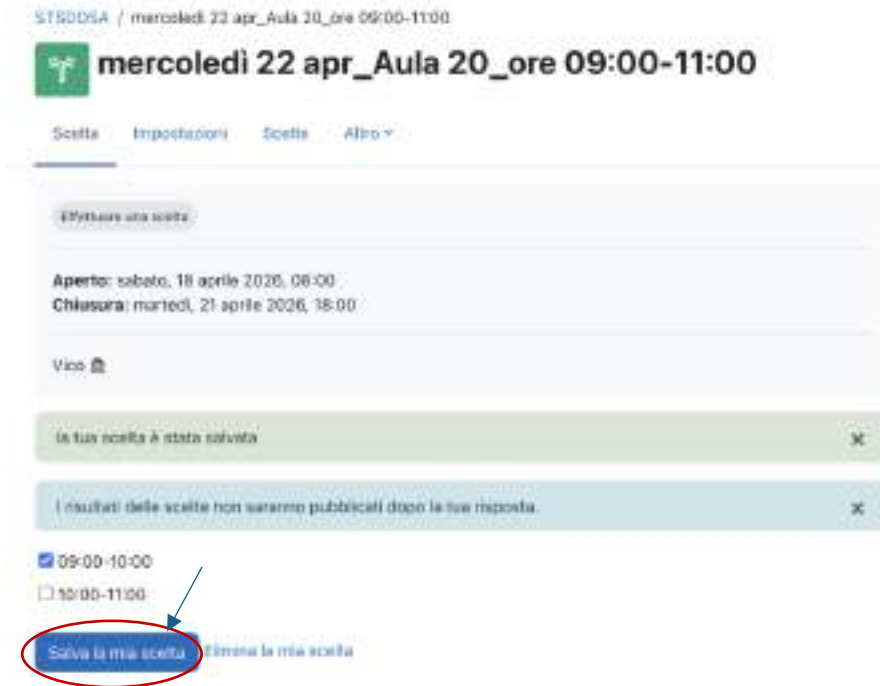 STSDDSA / mercoledì 22 apr_Aula 20_ore 09:00-11:00
mercoledì 22 apr_Aula 20_ore 09:00-11:00
Scelta Impostazioni Scelte Altro
Effettuare una scelta
Aperto: sabato, 18 aprile 2026, 08:00
Chiusura: martedì, 21 aprile 2026, 18:00
Vico
la tua scelta è stata salvata
I risultati delle scelte non saranno pubblicati dopo la tua risposta.
09:00-10:00
10:00-11:00
Salva la mia scelta Elimina la mia scelta